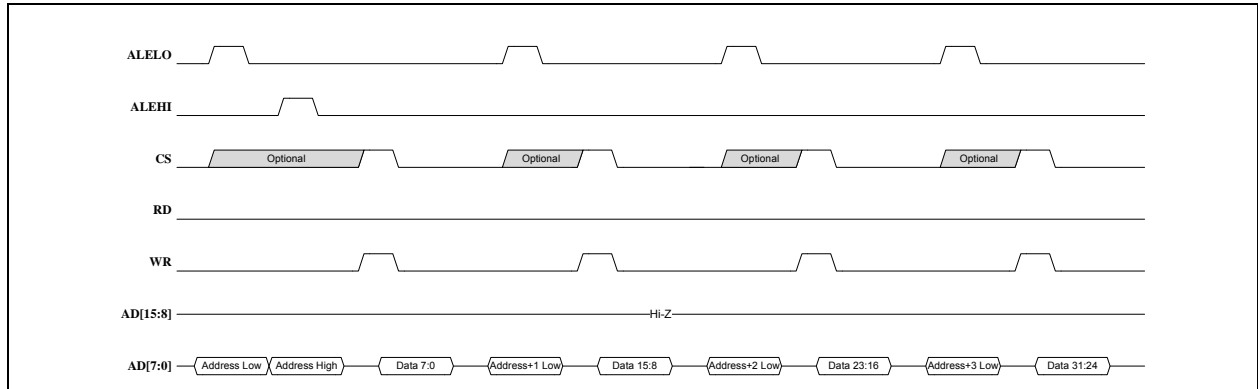 ALELO
ALEHI
CS Optional Optional Optional Optional
RD
WR
AD[15:8] Hi-Z
AD[7:0] Address Low Address High Data 7:0 Address+1 Low Data 15:8 Address+2 Low Data 23:16 Address+3 Low Data 31:24